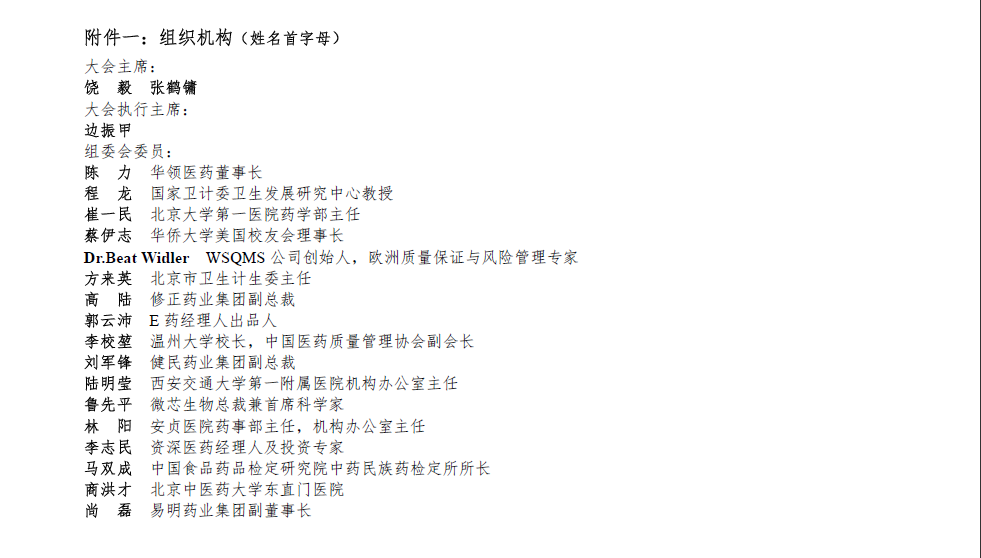 附件一：组织机构（姓名首字母）
大会主席：
饶　毅　张鹤镛
大会执行主席：
边振甲
组委会委员：
陈　力　华领医药董事长
程　龙　国家卫计委卫生发展研究中心教授
崔一民　北京大学第一医院药学部主任
蔡伊志　华侨大学美国校友会理事长
Dr.Beat Widler　WSQMS 公司创始人，欧洲质量保证与风险管理专家
方来英　北京市卫生计生委主任
高　陆　修正药业集团副总裁
郭云沛　E 药经理人出品人
李校堃　温州大学校长，中国医药质量管理协会副会长
刘军锋　健民药业集团副总裁
陆明莹　西安交通大学第一附属医院机构办公室主任
鲁先平　微芯生物总裁兼首席科学家
林　阳　安贞医院药事部主任，机构办公室主任
李志民　资深医药经理人及投资专家
马双成　中国食品药品检定研究院中药民族药检定所所长
商洪才　北京中医药大学东直门医院
尚　磊　易明药业集团副董事长